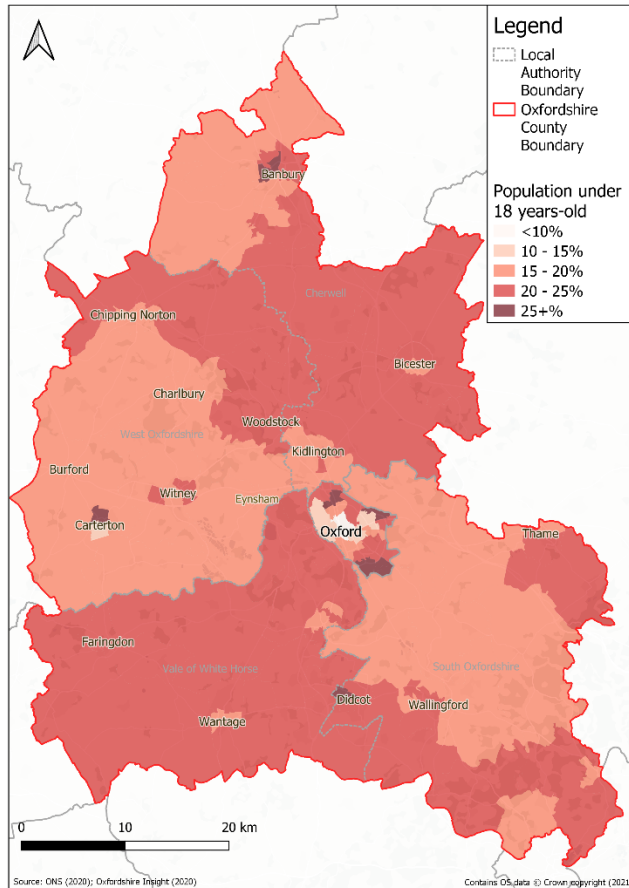 Legend
Local
Authority
Boundary
Oxfordshire
County
Boundary
Population under
18 years-old
<10%
10 - 15%
15 - 20%
20 - 25%
25+%
Banbury
Cherwell
Chipping Norton
Bicester
Charlbury
Woodstock
West Oxfordshire
Kidlington
Burford
Witney
Eynsham
Carterton
Oxford
Thame
Faringdon
Vale of White Horse
South Oxfordshire
Didcot
Wallingford
Wantage
0 10 20 km
Source: ONS (2020); Oxfordshire Insight (2020)
Contains OS data © Crown copyright (2021